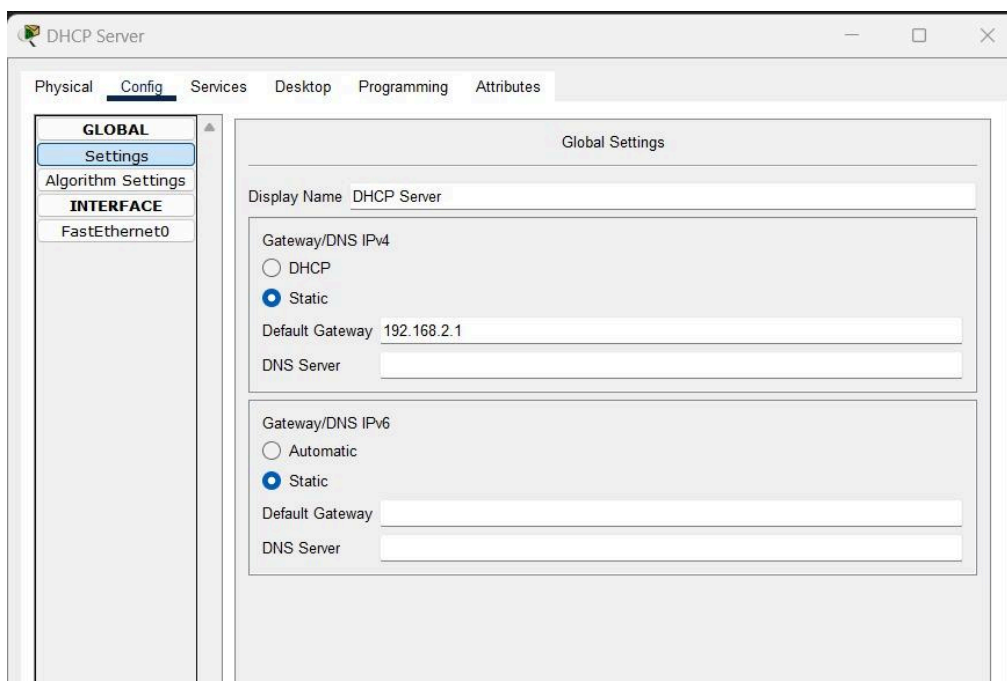 DHCP Server
Physical Config Services Desktop Programming Attributes
GLOBAL
Settings
Algorithm Settings
INTERFACE
FastEthernet0
Global Settings
Display Name DHCP Server
Gateway/DNS IPv4
DHCP
Static
Default Gateway 192.168.2.1
DNS Server
Gateway/DNS IPv6
Automatic
Static
Default Gateway
DNS Server